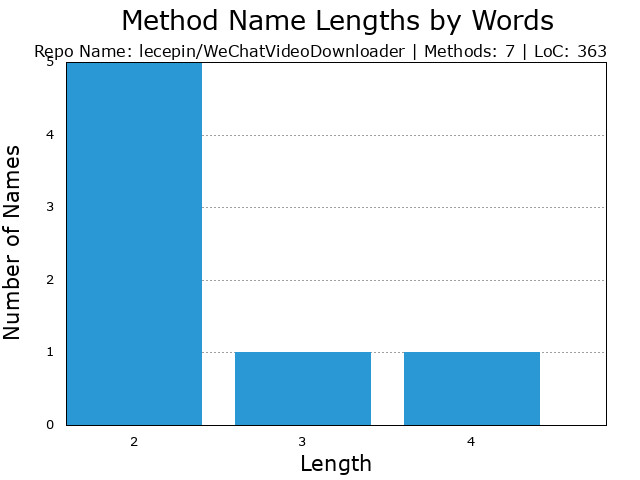 Method Name Lengths by Words
Repo Name: lecepin/WeChatVideoDownloader | Methods: 7 | LoC: 363
5
4
3
2
1
0
Number of Names
2 3 4
Length